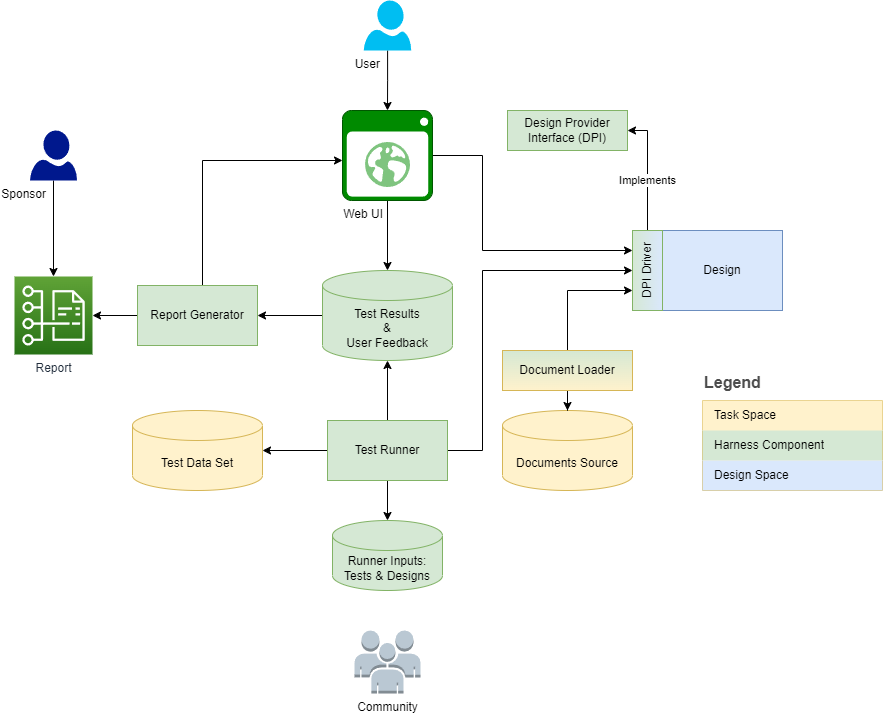 User
Design Provider
Interface (DPI)
Sponsor
Implements
Web UI
DPI Driver
Design
Report Generator
Test Results
&
User Feedback
Report
Document Loader
Legend
Task Space
Test Runner
Harness Component
Test Data Set
Documents Source
Design Space
Runner Inputs:
Tests & Designs
Community